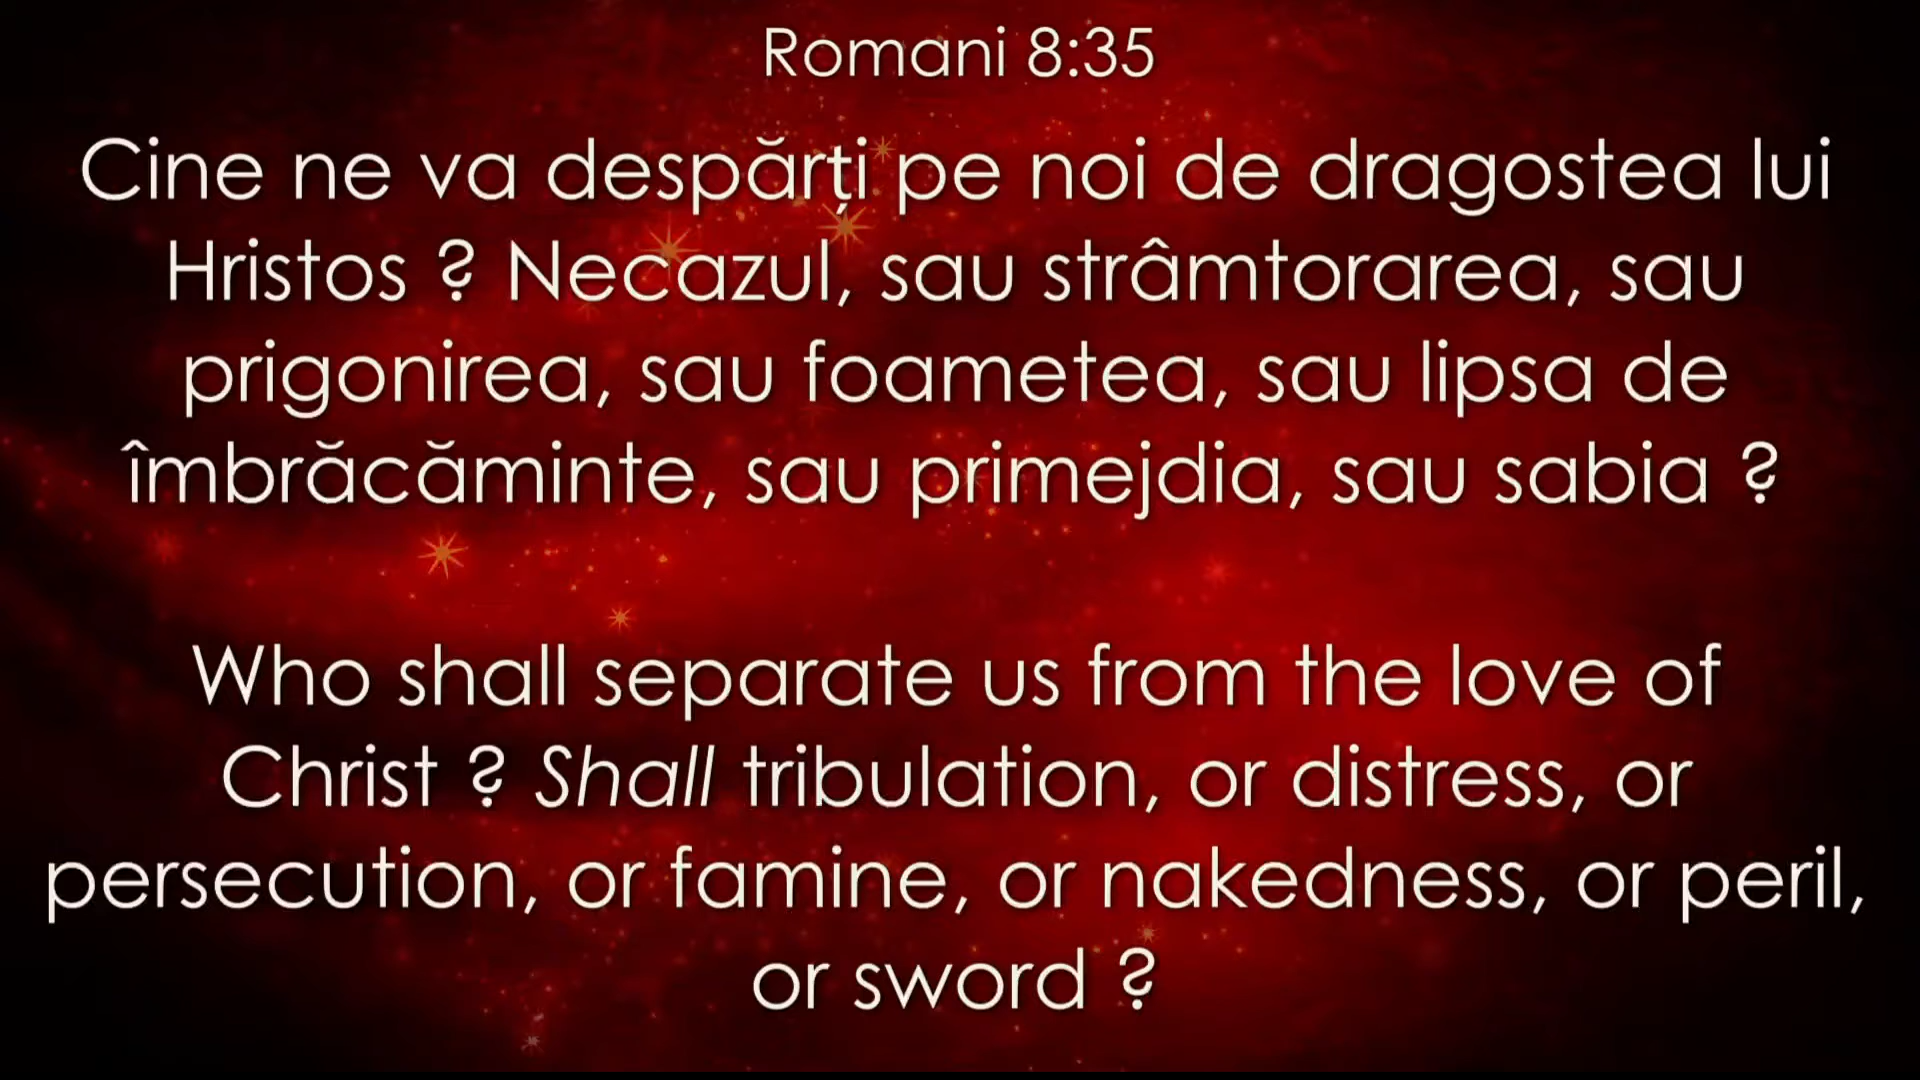 Romani 8:35
Cine ne va despărți pe noi de dragostea lui
Hristos ? Necazul, sau strâmtorarea, sau
prigonirea, sau foametea, sau lipsa de
îmbrăcăminte, sau primejdia, sau sabia ?
Who shall separate us from the love of
Christ ? Shall tribulation, or distress, or
persecution, or famine, or nakedness, or peril,
or sword ?